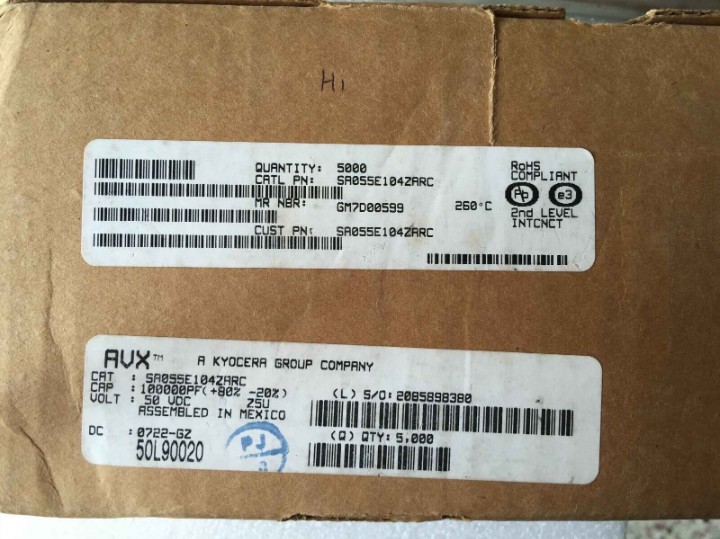 Hi
QUANTITY: 5000
CATL PN: SA055E104ZARC
MR NBR: GM7D00599
260°C
CUST PN: SA055E104ZARC
RoHS
COMPLIANT
Pb
e3
2nd LEVEL
INTCNCT
AVX™ A KYOCERA GROUP COMPANY
CAT : SA055E104ZARC
CAP : 100000PF(+80% -20%)
VOLT : 50 VDC Z5U
ASSEMBLED IN MEXICO
(L) S/O:2085898380
DC :0722-GZ
(Q) QTY:5,000
50L90020
PJ